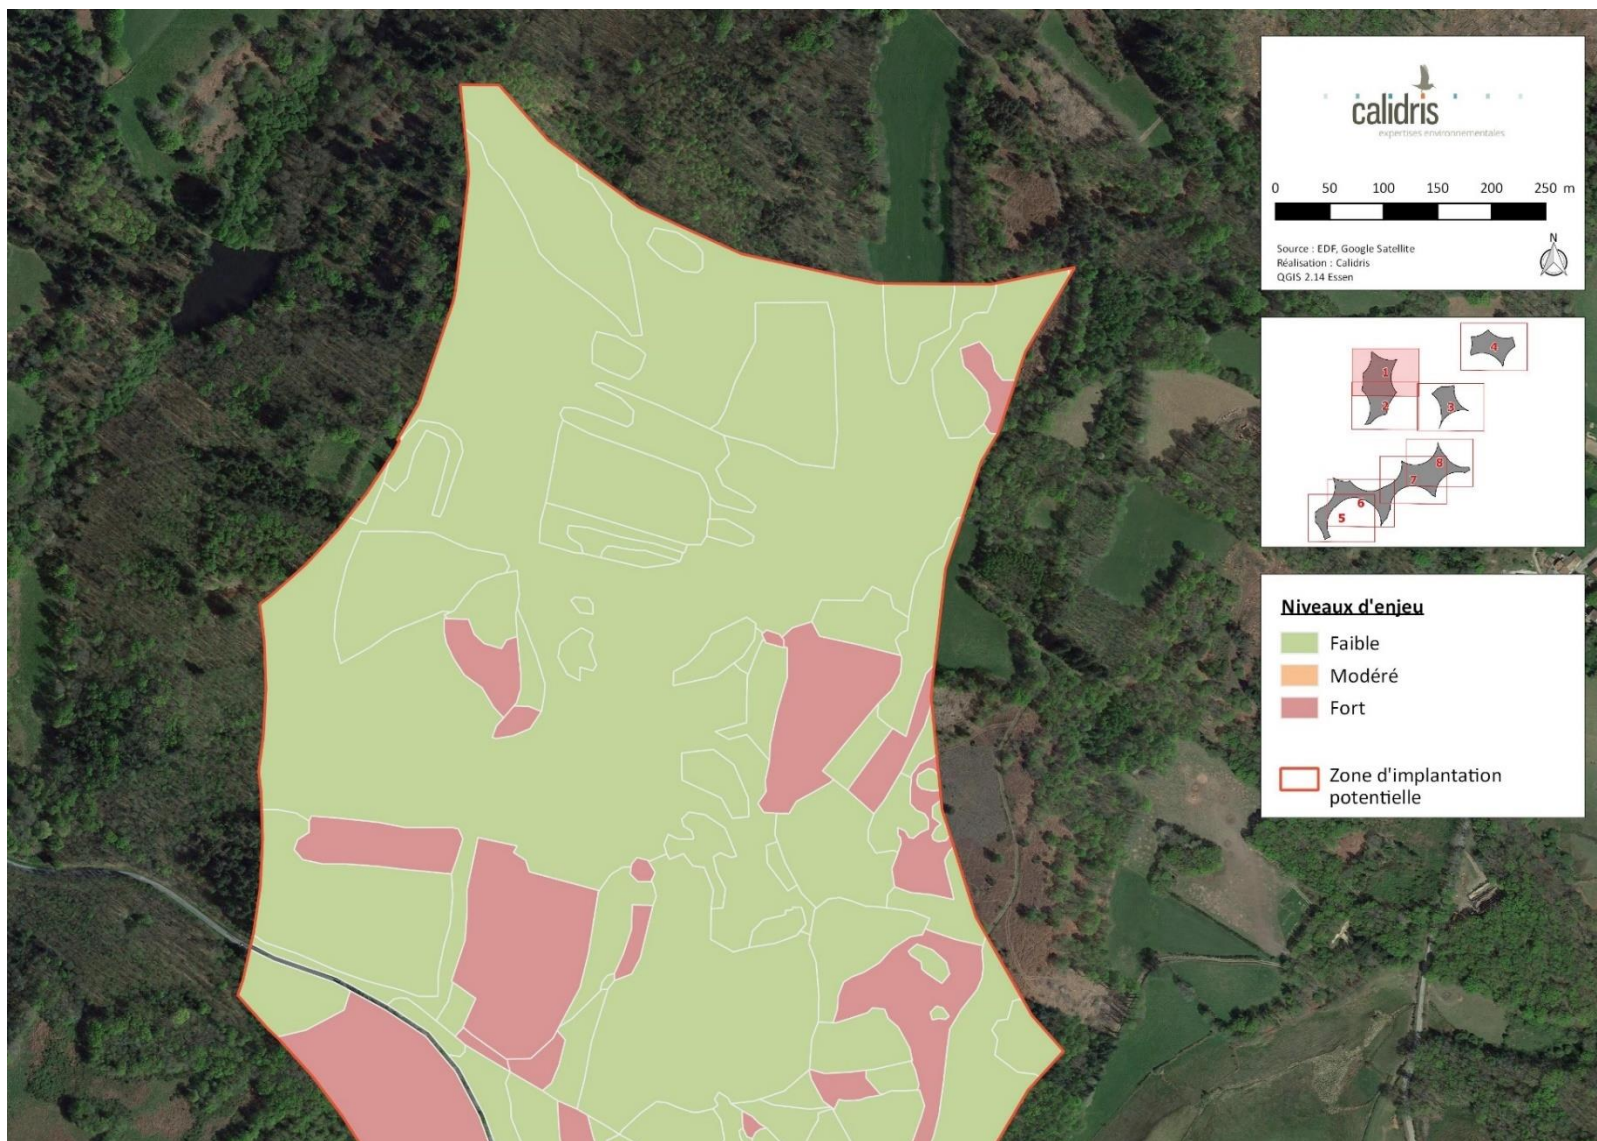 calidris
expertises environnementales
0 50 100 150 200 250 m
Source : EDF, Google Satellite
Réalisation : Calidris
QGIS 2.14 Essen
N
4
1
2
3
8
7
6
5
Niveaux d'enjeu
Faible
Modéré
Fort
Zone d'implantation
potentielle